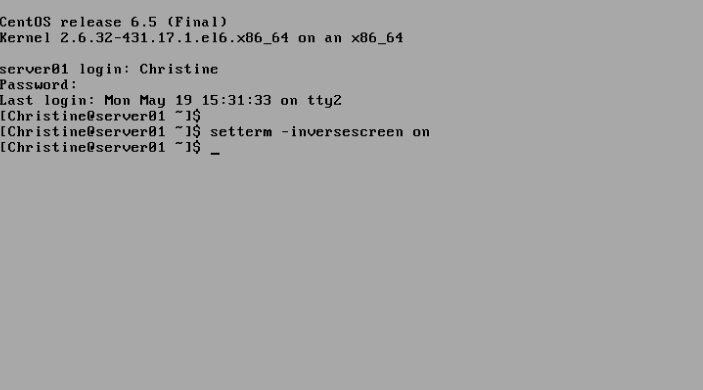 CentOS release 6.5 (Final)
Kernel 2.6.32-431.17.1.el6.x86_64 on an x86_64
server01 login: Christine
Password:
Last login: Mon May 19 15:31:33 on tty2
[Christine@server01 ~]$
[Christine@server01 ~]$ setterm -inversescreen on
[Christine@server01 ~]$ _